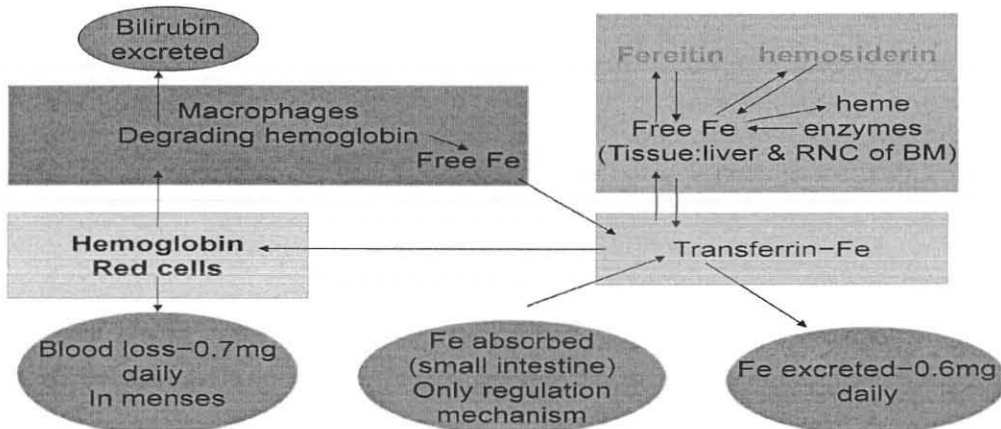 Bilirubin
excreted
Fereitin hemosiderin
Macrophages
Degrading hemoglobin
Free Fe
heme
Free Fe enzymes
(Tissue:liver & RNC of BM)
Hemoglobin
Red cells
Transferrin-Fe
Blood loss-0.7mg
daily
In menses
Fe absorbed
(small intestine)
Only regulation
mechanism
Fe excreted-0.6mg
daily